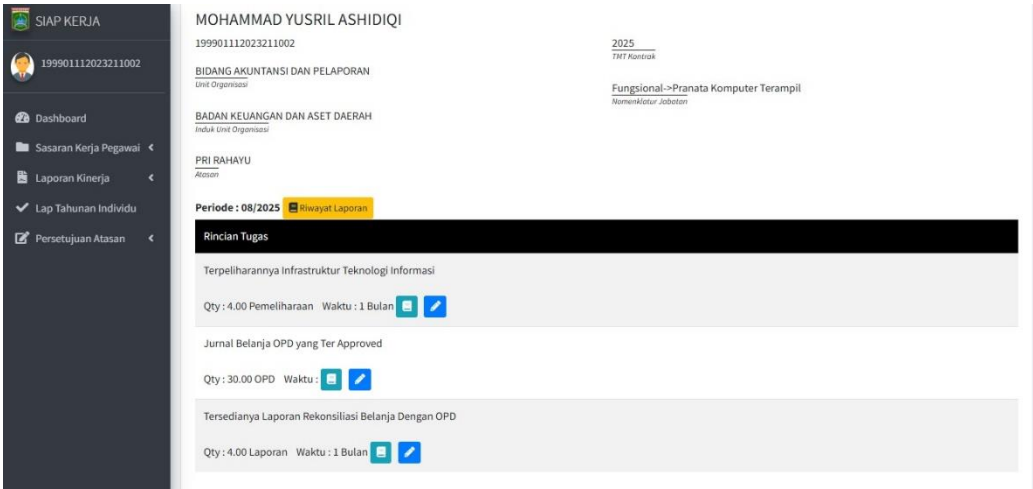 SIAP KERJA
199901112023211002
Dashboard
Sasaran Kerja Pegawai
Laporan Kinerja
Lap Tahunan Individu
Persetujuan Atasan
MOHAMMAD YUSRIL ASHIDIQI
199901112023211002
BIDANG AKUNTANSI DAN PELAPORAN
Unit Organisasi
BADAN KEUANGAN DAN ASET DAERAH
Induk Unit Organisasi
PRI RAHAYU
Atasan
2025
TMT Kontrak
Fungsional->Pranata Komputer Terampil
Nomenklatur Jabatan
Periode : 08/2025 Riwayat Laporan
Rincian Tugas
Terpeliharannya Infrastruktur Teknologi Informasi
Qty : 4.00 Pemeliharaan Waktu : 1 Bulan
Jurnal Belanja OPD yang Ter Approved
Qty : 30.00 OPD Waktu :
Tersedianya Laporan Rekonsiliasi Belanja Dengan OPD
Qty : 4.00 Laporan Waktu : 1 Bulan